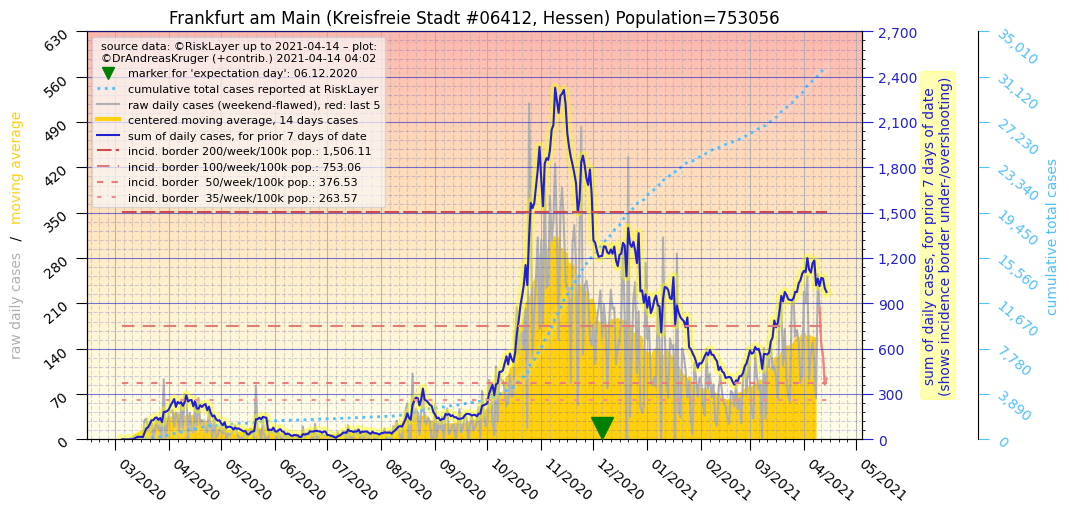 Frankfurt am Main (Kreisfreie Stadt #06412, Hessen) Population=753056
source data: ©RiskLayer up to 2021-04-14 – plot:
©DrAndreasKruger (+contrib.) 2021-04-14 04:02
marker for 'expectation day': 06.12.2020
cumulative total cases reported at RiskLayer
raw daily cases (weekend-flawed), red: last 5
centered moving average, 14 days cases
sum of daily cases, for prior 7 days of date
incid. border 200/week/100k pop.: 1,506.11
incid. border 100/week/100k pop.: 753.06
incid. border  50/week/100k pop.: 376.53
incid. border  35/week/100k pop.: 263.57
raw daily cases  /  moving average
630
560
490
420
350
280
210
140
70
0
03/2020
04/2020
05/2020
06/2020
07/2020
08/2020
09/2020
10/2020
11/2020
12/2020
01/2021
02/2021
03/2021
04/2021
05/2021
2,700
2,400
2,100
1,800
1,500
1,200
900
600
300
0
sum of daily cases, for prior 7 days of date
(shows incidence border under-/overshooting)
35,010
31,120
27,230
23,340
19,450
15,560
11,670
7,780
3,890
0
cumulative total cases